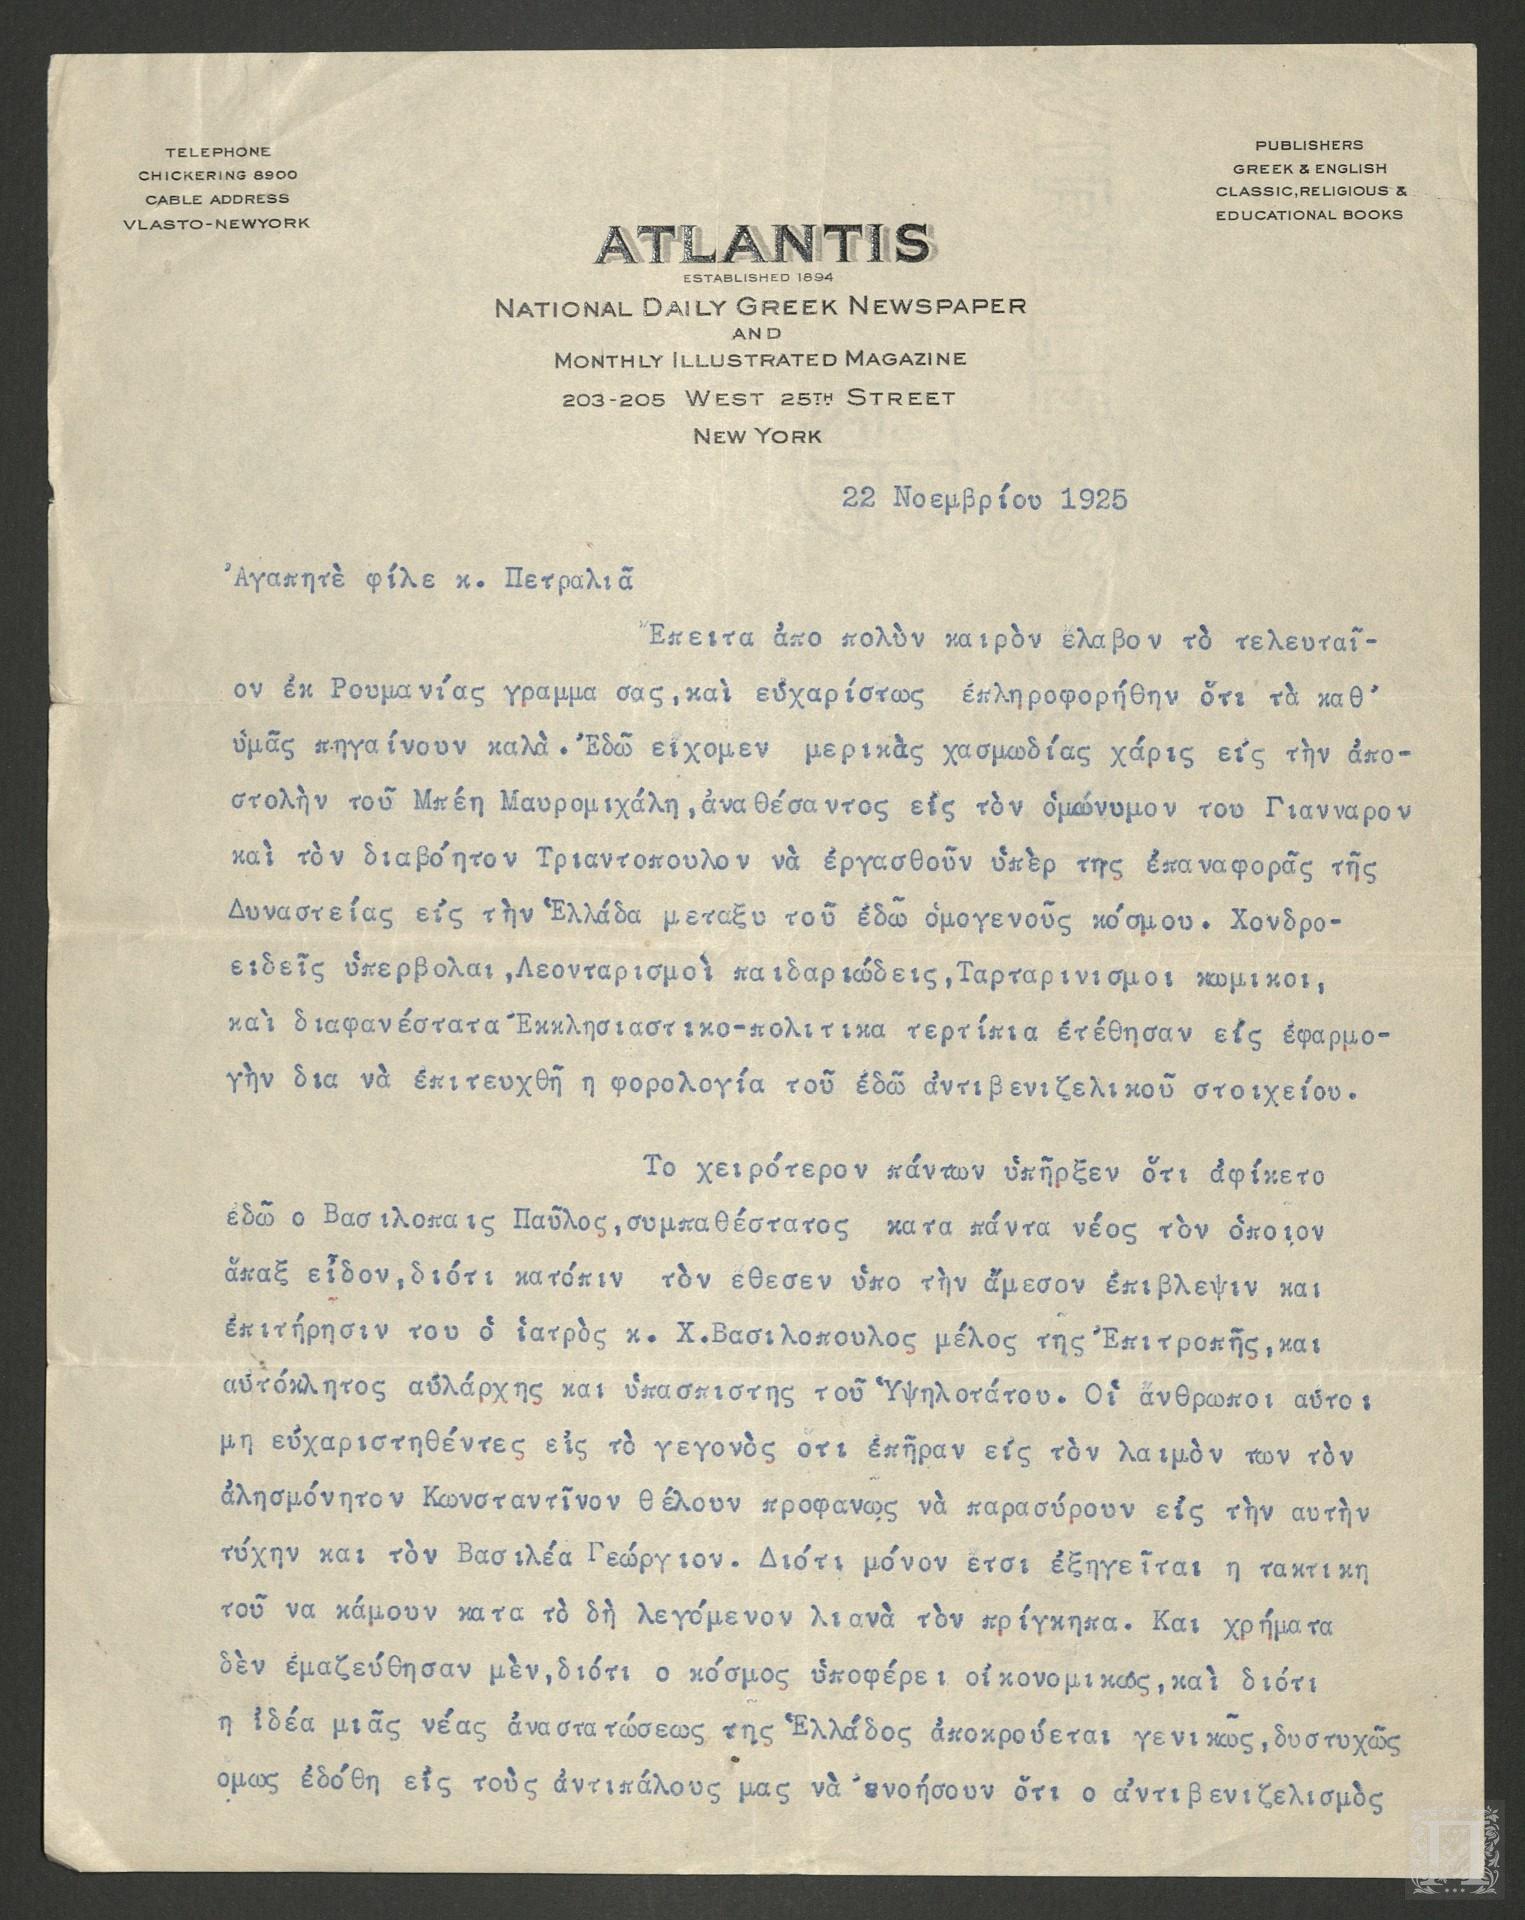 TELEPHONE
CHICKERING 8900
CABLE ADDRESS
VLASTO-NEWYORK
PUBLISHERS
GREEK & ENGLISH
CLASSIC,RELIGIOUS &
EDUCATIONAL BOOKS
ATLANTIS
ESTABLISHED 1894
NATIONAL DAILY GREEK NEWSPAPER
AND
MONTHLY ILLUSTRATED MAGAZINE
203-205 WEST 25TH STREET
NEW YORK
22 Νοεμβρίου 1925
Ἀγαπητὲ φίλε κ. Πετραλιᾶ
Ἔπειτα ἀπο πολὺν καιρὸν ἔλαβον τὸ τελευταῖ-
ον ἐκ Ρουμανίας γραμμα σας,καὶ εὐχαρίστως ἐπληροφορήθην ὅτι τὰ καθ'
ὑμᾶς πηγαίνουν καλὰ. Ἐδῶ εἴχομεν μερικὰς χασμωδίας χάρις εἰς τὴν ἀπο-
στολὴν τοῦ Μπέη Μαυρομιχάλη,ἀναθέσαντος εἰς τὸν ὁμώνυμον του Γιανναρον
καὶ τὸν διαβόητον Τριαντοπουλον νὰ ἐργασθοῦν ὑπὲρ της ἐπαναφορᾶς τῆς
Δυναστείας εἰς τὴν Ἑλλάδα μεταξυ τοῦ ἐδῶ ὁμογενοῦς κόσμου. Χονδρο-
ειδεῖς ὑπερβολαι,Λεονταρισμοὶ παιδαριώδεις,Ταρταρινισμοι κωμικοι,
καὶ διαφανέστατα Ἐκκλησιαστικο-πολιτικα τερτίπια ἐτέθησαν εἰς ἐφαρμο-
γὴν δια νὰ ἐπιτευχθῆ η φορολογία τοῦ ἐδῶ ἀντιβενιζελικοῦ στοιχείου.
Το χειρότερον πάντων ὑπῆρξεν ὅτι ἀφίκετο
ἐδῶ ο Βασιλοπαις Παῦλος,συμπαθέστατος κατα πάντα νέος τὸν ὁποῖον
ἅπαξ εἶδον,διότι κατόπιν τὸν ἔθεσεν ὑπο τὴν ἄμεσον ἐπιβλεψιν και
ἐπιτήρησιν του ὁ ἰατρὸς κ. Χ.Βασιλοπουλος μέλος τῆς Ἐπιτροπῆς,και
αὐτόκλητος αὐλάρχης και ὑπασπιστης τοῦ Ὑψηλοτάτου. Οἱ ἄνθρωποι αὐτοι
μη εὐχαριστηθέντες εἰς τὸ γεγονὸς ὅτι ἐπῆραν εἰς τὸν λαιμὸν των τὸν
ἀλησμόνητον Κωνσταντῖνον θέλουν προφανῶς νὰ παρασύρουν εἰς τὴν αυτὴν
τύχην και τὸν Βασιλέα Γεώργιον. Διότι μόνον ἔτσι ἐξηγεῖται η τακτικη
τοῦ να κάμουν κατα τὸ δὴ λεγόμενον λιανὰ τὸν πρίγκηπα. Και χρήματα
δὲν ἐμαζεύθησαν μὲν,διότι ο κόσμος ὑποφέρει οἰκονομικῶς,καὶ διότι
η ἰδέα μιᾶς νέας ἀναστατώσεως τῆς Ἑλλάδος ἀποκρούεται γενικῶς,δυστυχῶς
ὅμως ἐδόθη εἰς τοὺς ἀντιπάλους μας νὰ ἐνοήσουν ὅτι ο ἀντιβενιζελισμὸς